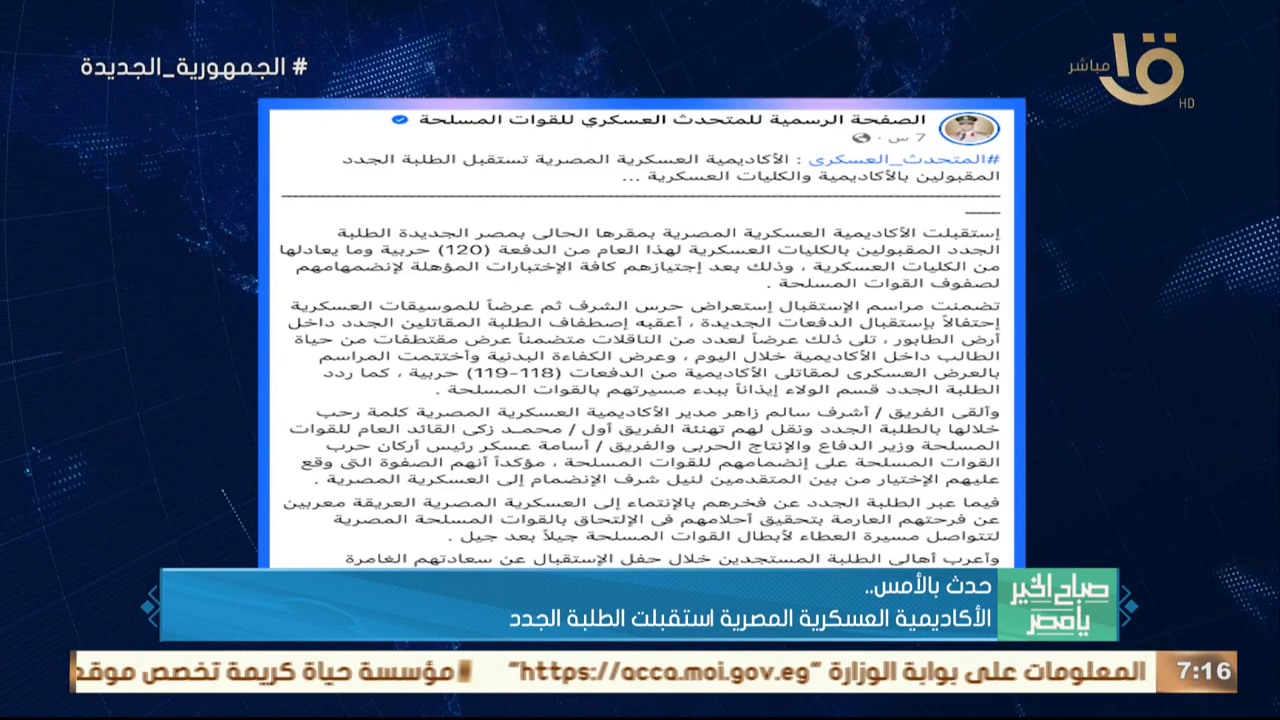 # الجمهورية_الجديدة
مباشر
HD
الصفحة الرسمية للمتحدث العسكري للقوات المسلحة
7 س ·
#المتحدث_العسكرى : الأكاديمية العسكرية المصرية تستقبل الطلبة الجدد
المقبولين بالأكاديمية والكليات العسكرية ...
إستقبلت الأكاديمية العسكرية المصرية بمقرها الحالى بمصر الجديدة الطلبة
الجدد المقبولين بالكليات العسكرية لهذا العام من الدفعة (120) حربية وما يعادلها
من الكليات العسكرية ، وذلك بعد إجتيازهم كافة الإختبارات المؤهلة لإنضمهامهم
لصفوف القوات المسلحة .
تضمنت مراسم الإستقبال إستعراض حرس الشرف ثم عرضاً للموسيقات العسكرية
إحتفالاً بإستقبال الدفعات الجديدة ، أعقبه إصطفاف الطلبة المقاتلين الجدد داخل
أرض الطابور ، تلى ذلك عرضاً لعدد من الناقلات متضمناً عرض مقتطفات من حياة
الطالب داخل الأكاديمية خلال اليوم ، وعرض الكفاءة البدنية وأختتمت المراسم
بالعرض العسكرى لمقاتلى الأكاديمية من الدفعات (118-119) حربية ، كما ردد
الطلبة الجدد قسم الولاء إيذاناً ببدء مسيرتهم بالقوات المسلحة .
وألقى الفريق / أشرف سالم زاهر مدير الأكاديمية العسكرية المصرية كلمة رحب
خلالها بالطلبة الجدد ونقل لهم تهنئة الفريق أول / محمـد زكى القائد العام للقوات
المسلحة وزير الدفاع والإنتاج الحربى والفريق / أسامة عسكر رئيس أركان حرب
القوات المسلحة على إنضمامهم للقوات المسلحة ، مؤكداً أنهم الصفوة التى وقع
عليهم الإختيار من بين المتقدمين لنيل شرف الإنضمام إلى العسكرية المصرية .
فيما عبر الطلبة الجدد عن فخرهم بالإنتماء إلى العسكرية المصرية العريقة معربين
عن فرحتهم العارمة بتحقيق أحلامهم فى الإلتحاق بالقوات المسلحة المصرية
لتتواصل مسيرة العطاء لأبطال القوات المسلحة جيلاً بعد جيل .
وأعرب أهالى الطلبة المستجدين خلال حفل الإستقبال عن سعادتهم الغامرة
صباح الخير
يا مصر
حدث بالأمس..
الأكاديمية العسكرية المصرية استقبلت الطلبة الجدد
7:16
المعلومات على بوابة الوزارة "https://acca.moi.gov.eg" مؤسسة حياة كريمة تخصص موقع